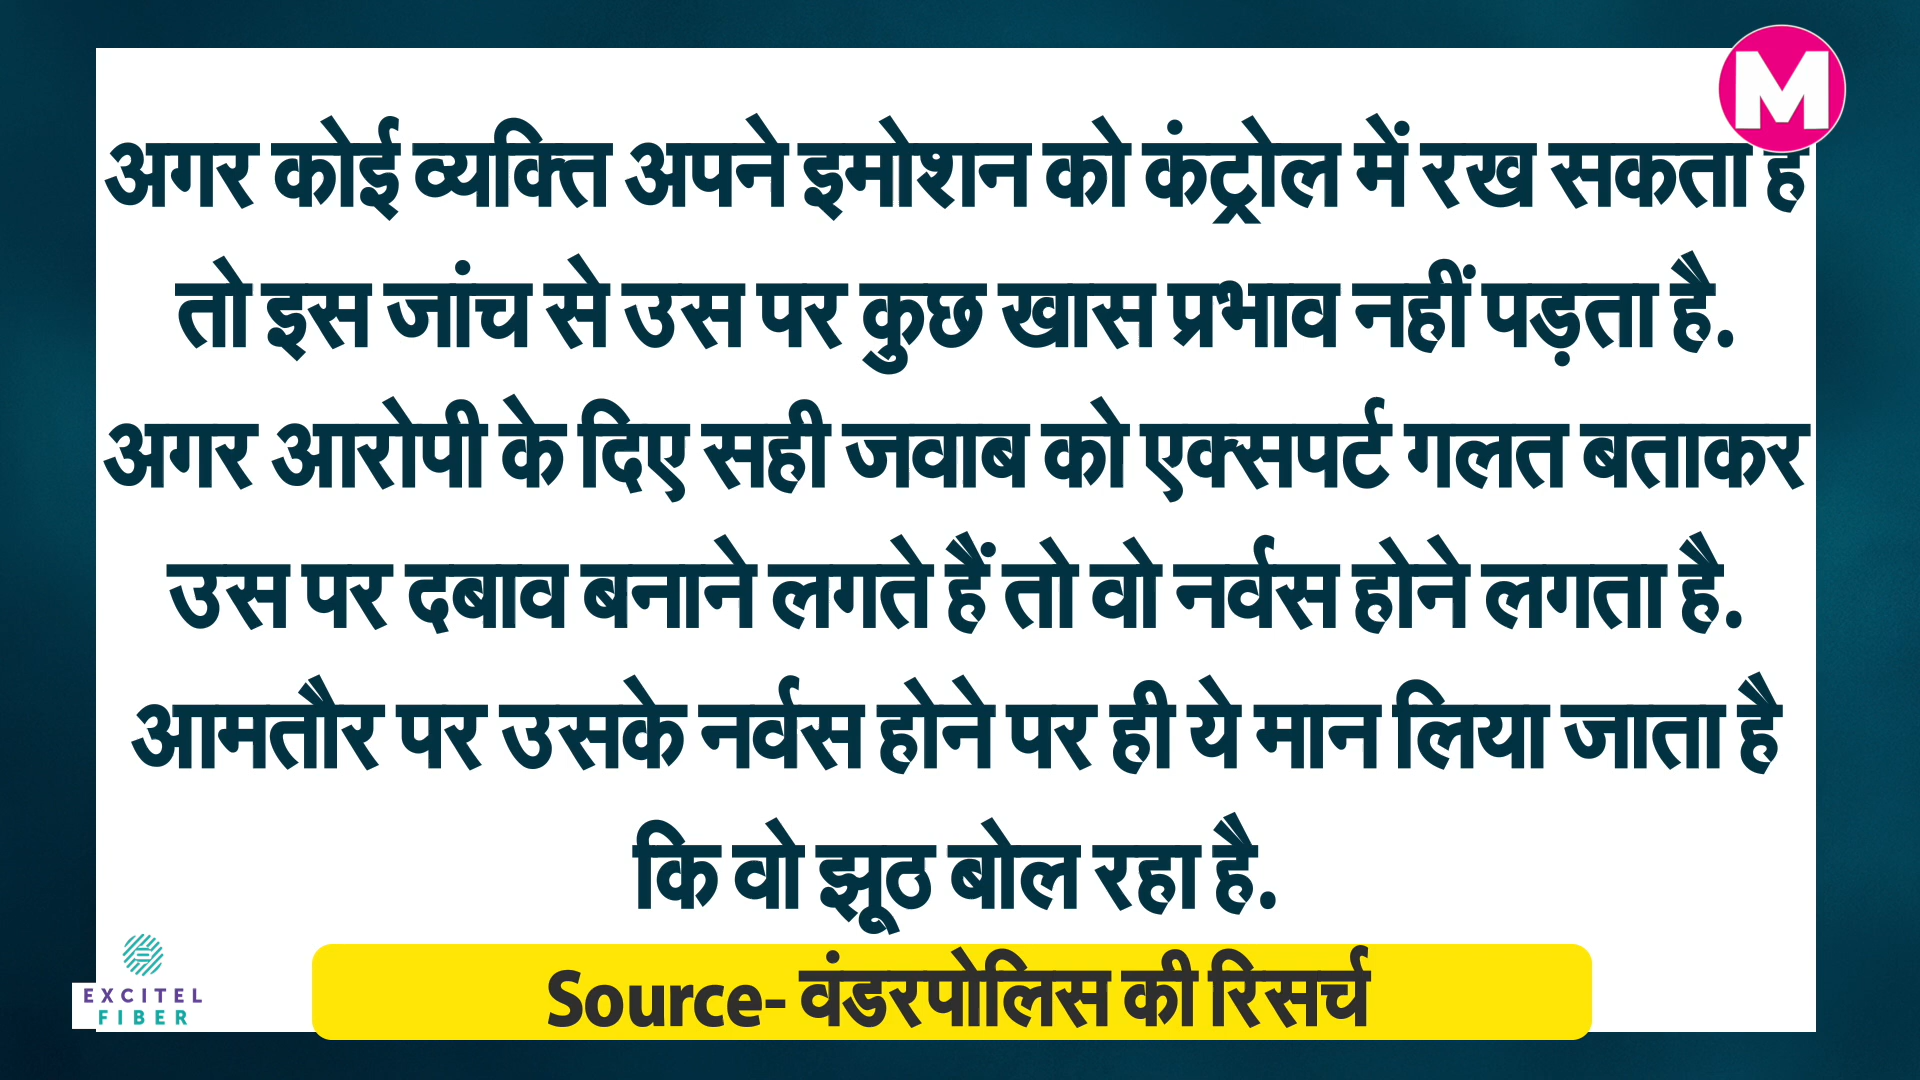 M
अगर कोई व्यक्ति अपने इमोशन को कंट्रोल में रख सकता है
तो इस जांच से उस पर कुछ खास प्रभाव नहीं पड़ता है.
अगर आरोपी के दिए सही जवाब को एक्सपर्ट गलत बताकर
उस पर दबाव बनाने लगते हैं तो वो नर्वस होने लगता है.
आमतौर पर उसके नर्वस होने पर ही ये मान लिया जाता है
कि वो झूठ बोल रहा है.
EXCITEL
FIBER
Source- वंडरपोलिस की रिसर्च